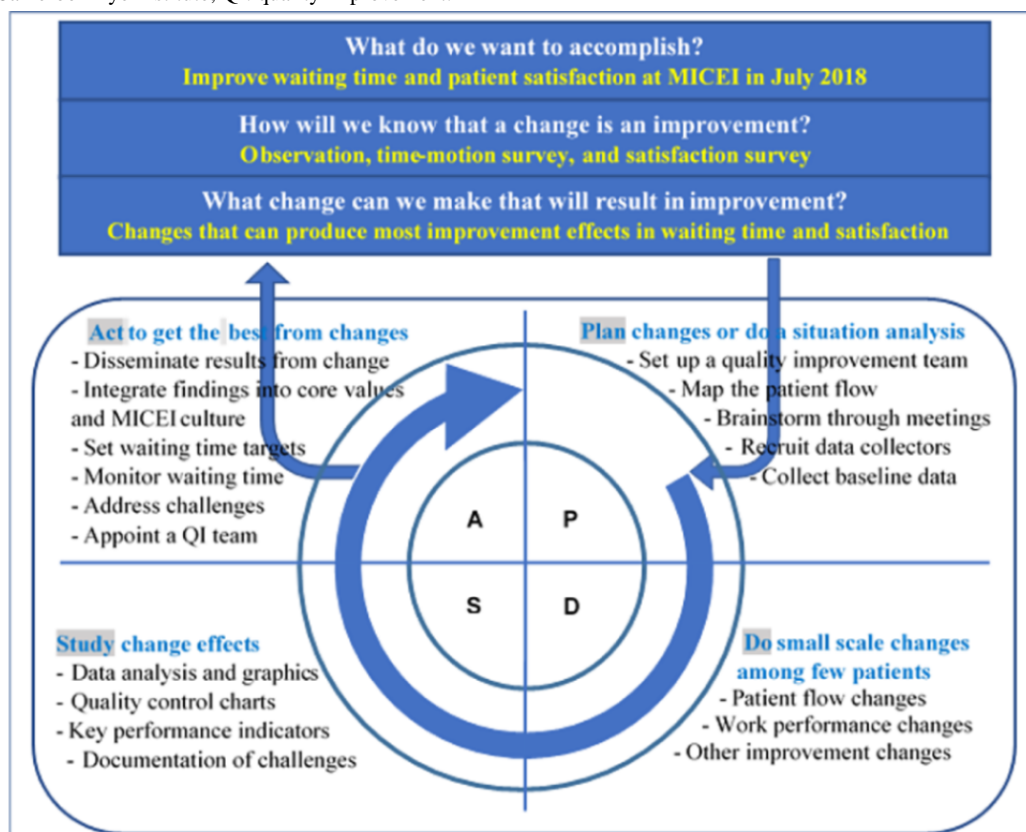 What do we want to accomplish?
Improve waiting time and patient satisfaction at MICEI in July 2018
How will we know that a change is an improvement?
Observation, time-motion survey, and satisfaction survey
What change can we make that will result in improvement?
Changes that can produce most improvement effects in waiting time and satisfaction
Act to get the best from changes
- Disseminate results from change
- Integrate findings into core values
and MICEI culture
- Set waiting time targets
- Monitor waiting time
- Address challenges
- Appoint a QI team
Plan changes or do a situation analysis
- Set up a quality improvement team
- Map the patient flow
- Brainstorm through meetings
- Recruit data collectors
- Collect baseline data
A
P
S
D
Study change effects
- Data analysis and graphics
- Quality control charts
- Key performance indicators
- Documentation of challenges
Do small scale changes
among few patients
- Patient flow changes
- Work performance changes
- Other improvement changes